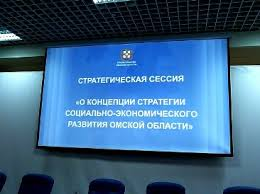 СТРАТЕГИЧЕСКАЯ СЕССИЯ
«О КОНЦЕПЦИИ СТРАТЕГИИ
СОЦИАЛЬНО-ЭКОНОМИЧЕСКОГО
РАЗВИТИЯ ОМСКОЙ ОБЛАСТИ»